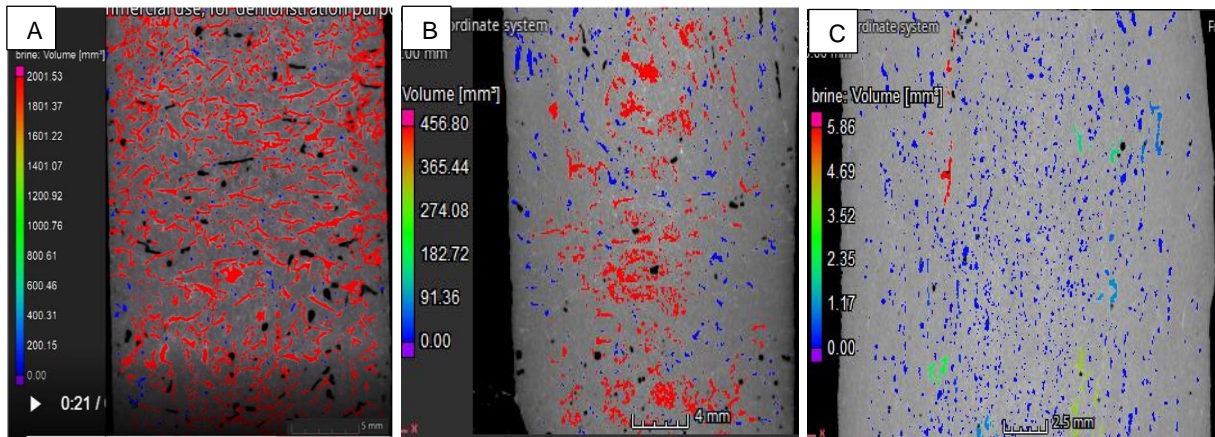 A
mmercial use, for demonstration purpo
brine: Volume [mm³]
2001.53
1801.37
1601.22
1401.07
1200.92
1000.76
800.61
600.46
400.31
200.15
0.00
0:21 /
5 mm
B
ordinate system
.00 mm
Volume [mm³]
456.80
365.44
274.08
182.72
91.36
0.00
4 mm
x
C
ordinate system
brine: Volume [mm³]
5.86
4.69
3.52
2.35
1.17
0.00
2.5 mm